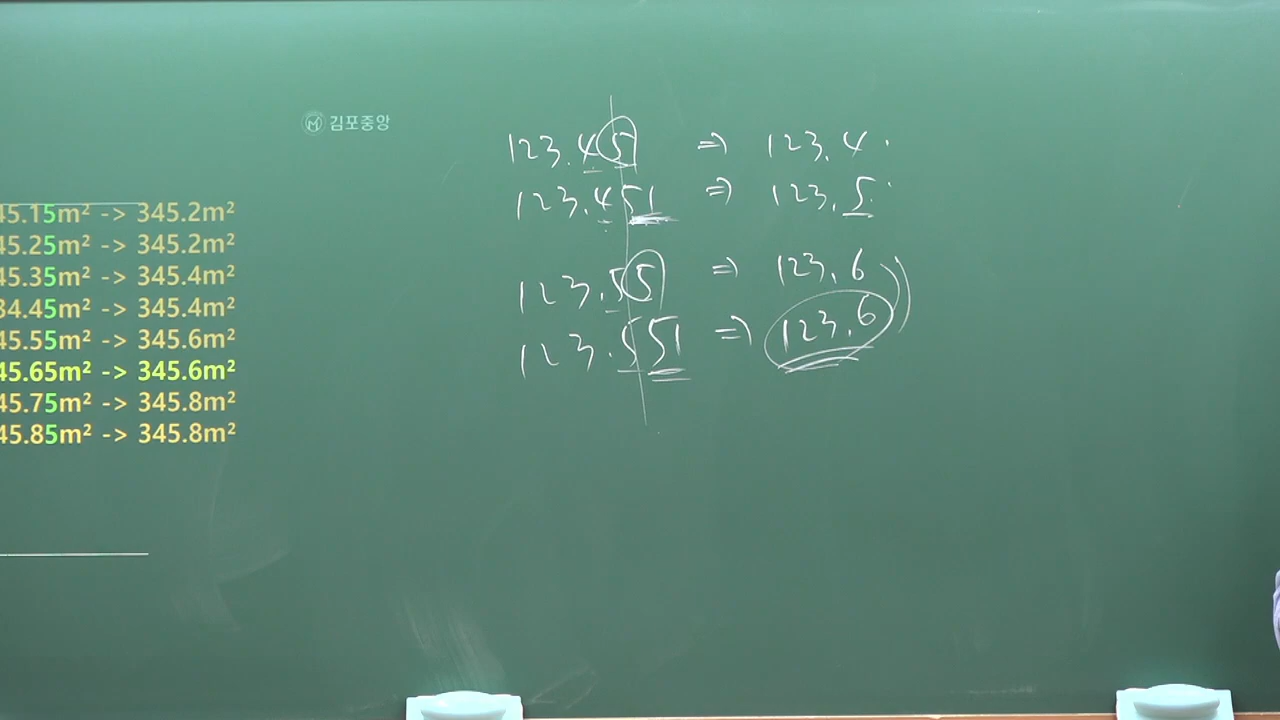 김포중앙
45.15m² -> 345.2m²
45.25m² -> 345.2m²
45.35m² -> 345.4m²
34.45m² -> 345.4m²
45.55m² -> 345.6m²
45.65m² -> 345.6m²
45.75m² -> 345.8m²
45.85m² -> 345.8m²
123.45 ⇒ 123.4
123.451 ⇒ 123.5
123.55 ⇒ 123.6
123.551 ⇒ 123.6